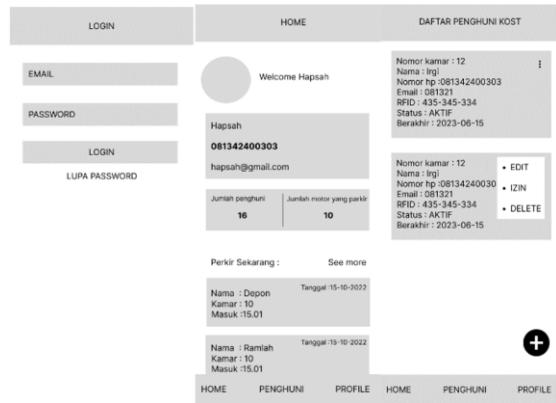 LOGIN
EMAIL
PASSWORD
LOGIN
LUPA PASSWORD
HOME
Welcome Hapsah
Hapsah
081342400303
hapsah@gmail.com
Jumlah penghuni
16
Jumlah motor yang parkir
10
Perkir Sekarang :
See more
Nama : Depon
Tanggal :15-10-2022
Kamar : 10
Masuk :15.01
Nama : Ramlah
Tanggal :15-10-2022
Kamar : 10
Masuk :15.01
HOME PENGHUNI PROFILE
DAFTAR PENGHUNI KOST
Nomor kamar : 12
Nama : Irgi
Nomor hp :081342400303
Email : 081321
RFID : 435-345-334
Status : AKTIF
Berakhir : 2023-06-15
Nomor kamar : 12
Nama : Irgi
Nomor hp :08134240030
Email : 081321
RFID : 435-345-334
Status : AKTIF
Berakhir : 2023-06-15
• EDIT
• IZIN
• DELETE
HOME PENGHUNI PROFILE